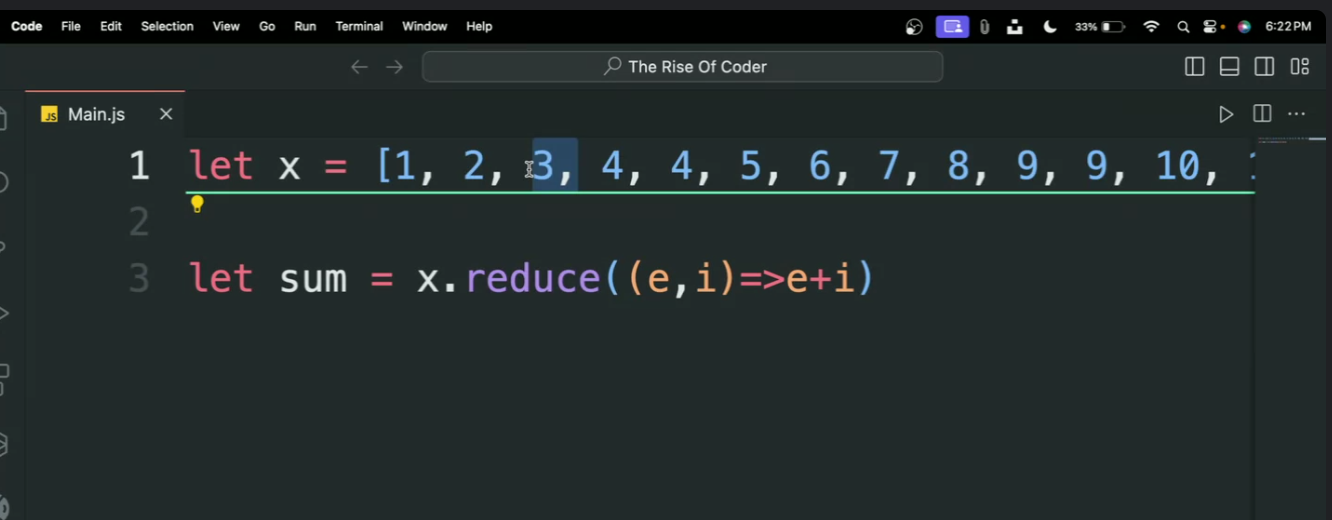 Code File Edit Selection View Go Run Terminal Window Help 33% 6:22 PM
The Rise Of Coder
JS Main.js
1 let x = [1, 2, 3, 4, 4, 5, 6, 7, 8, 9, 9, 10,
2
3 let sum = x.reduce((e,i)=>e+i)